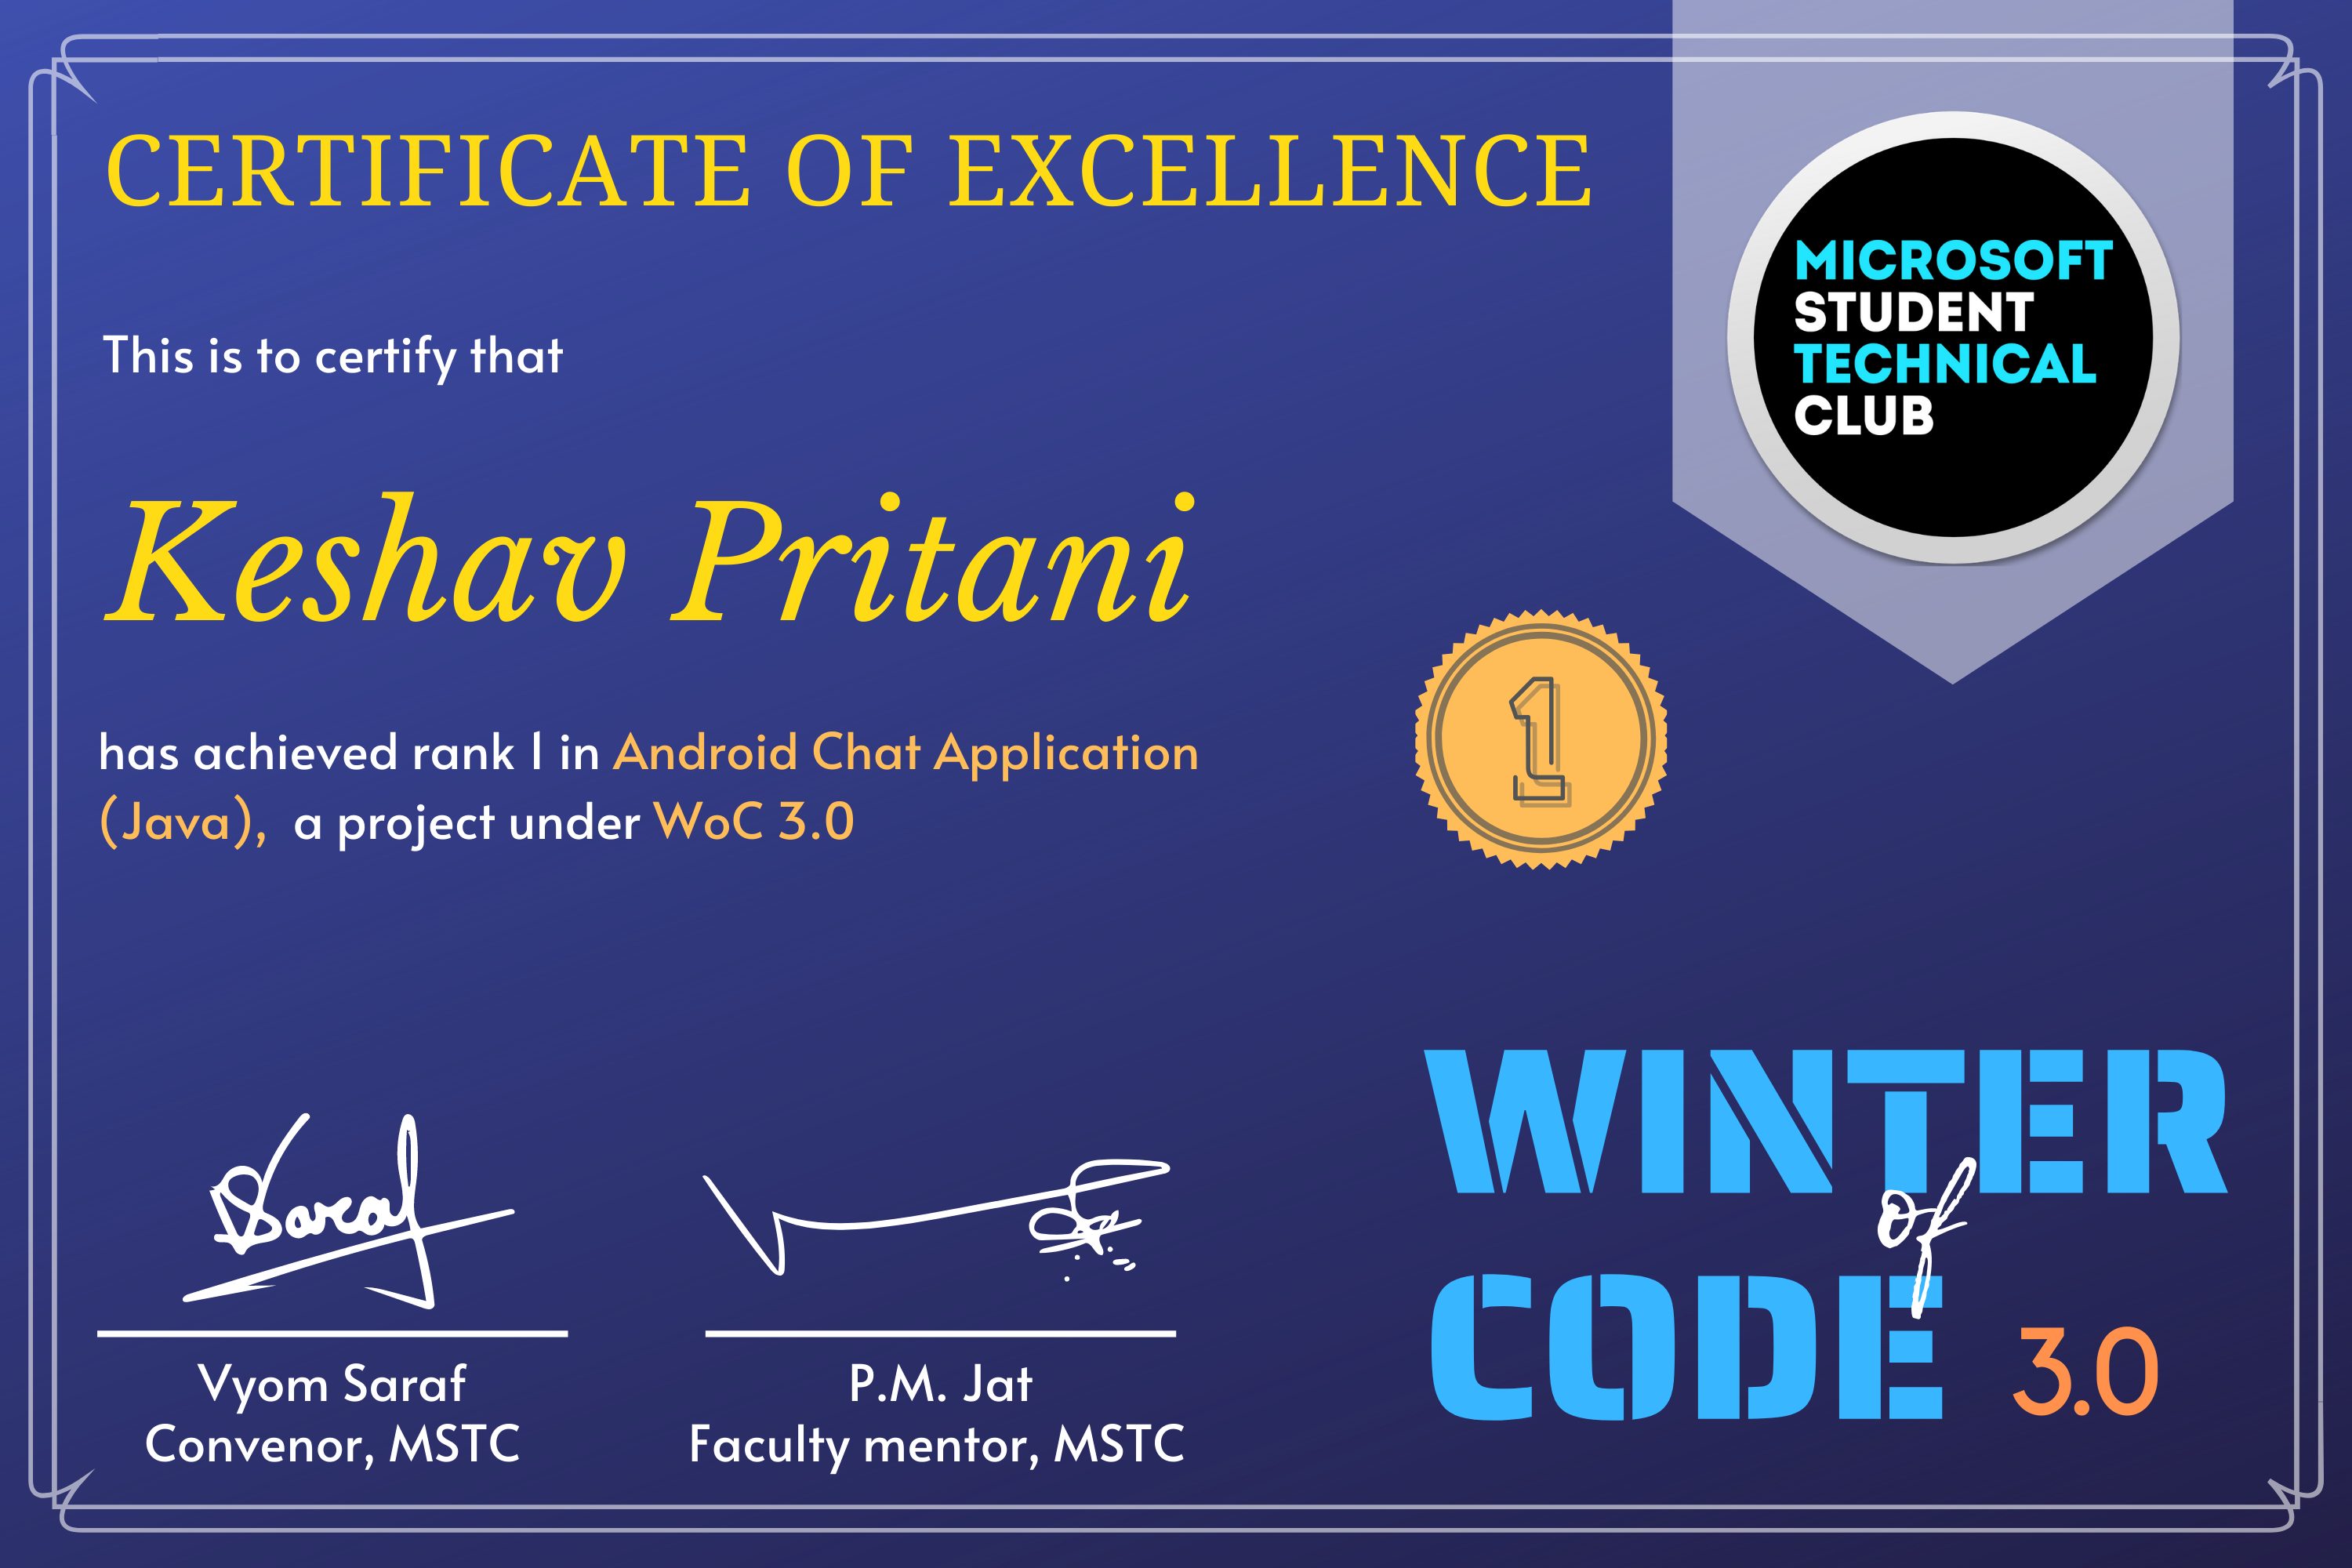 CERTIFICATE OF EXCELLENCE
MICROSOFT
STUDENT
TECHNICAL
CLUB
This is to certify that
Keshav Pritani
has achieved rank 1 in Android Chat Application
(Java), a project under WoC 3.0
1
Saraf
Vyom Saraf
Convenor, MSTC
P.M. Jat
Faculty mentor, MSTC
WINTER
of
CODE 3.0